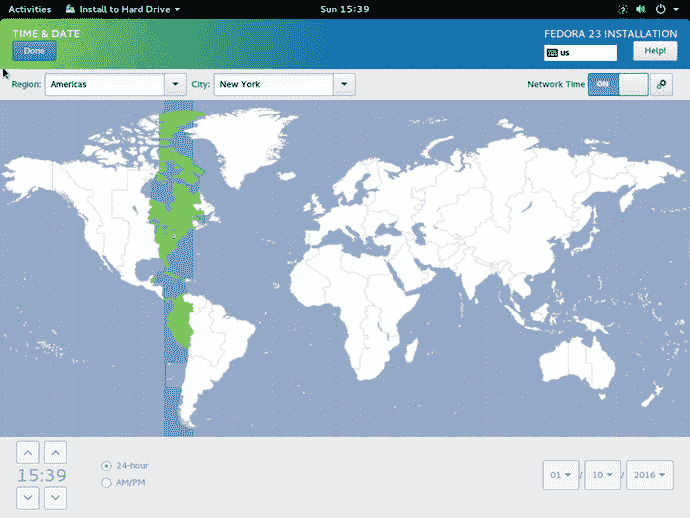 Activities Install to Hard Drive Sun 15:39
TIME & DATE FEDORA 23 INSTALLATION
Done us Help!
Region: Americas City: New York Network Time ON
15:39
24-hour
AM/PM
01 / 10 / 2016